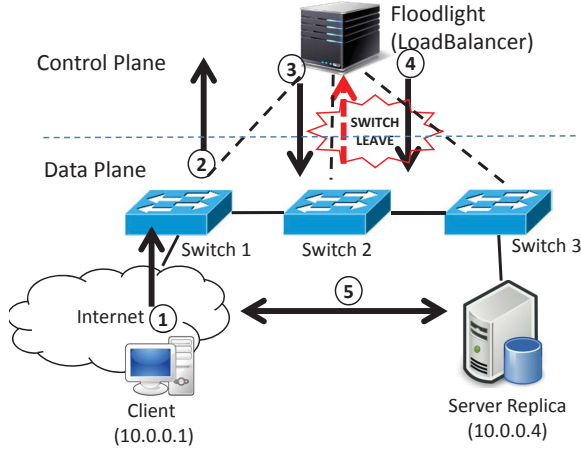 Floodlight
(LoadBalancer)
Control Plane
3
4
SWITCH
LEAVE
2
Data Plane
Switch 1
Switch 2
Switch 3
5
Internet
1
Client
(10.0.0.1)
Server Replica
(10.0.0.4)